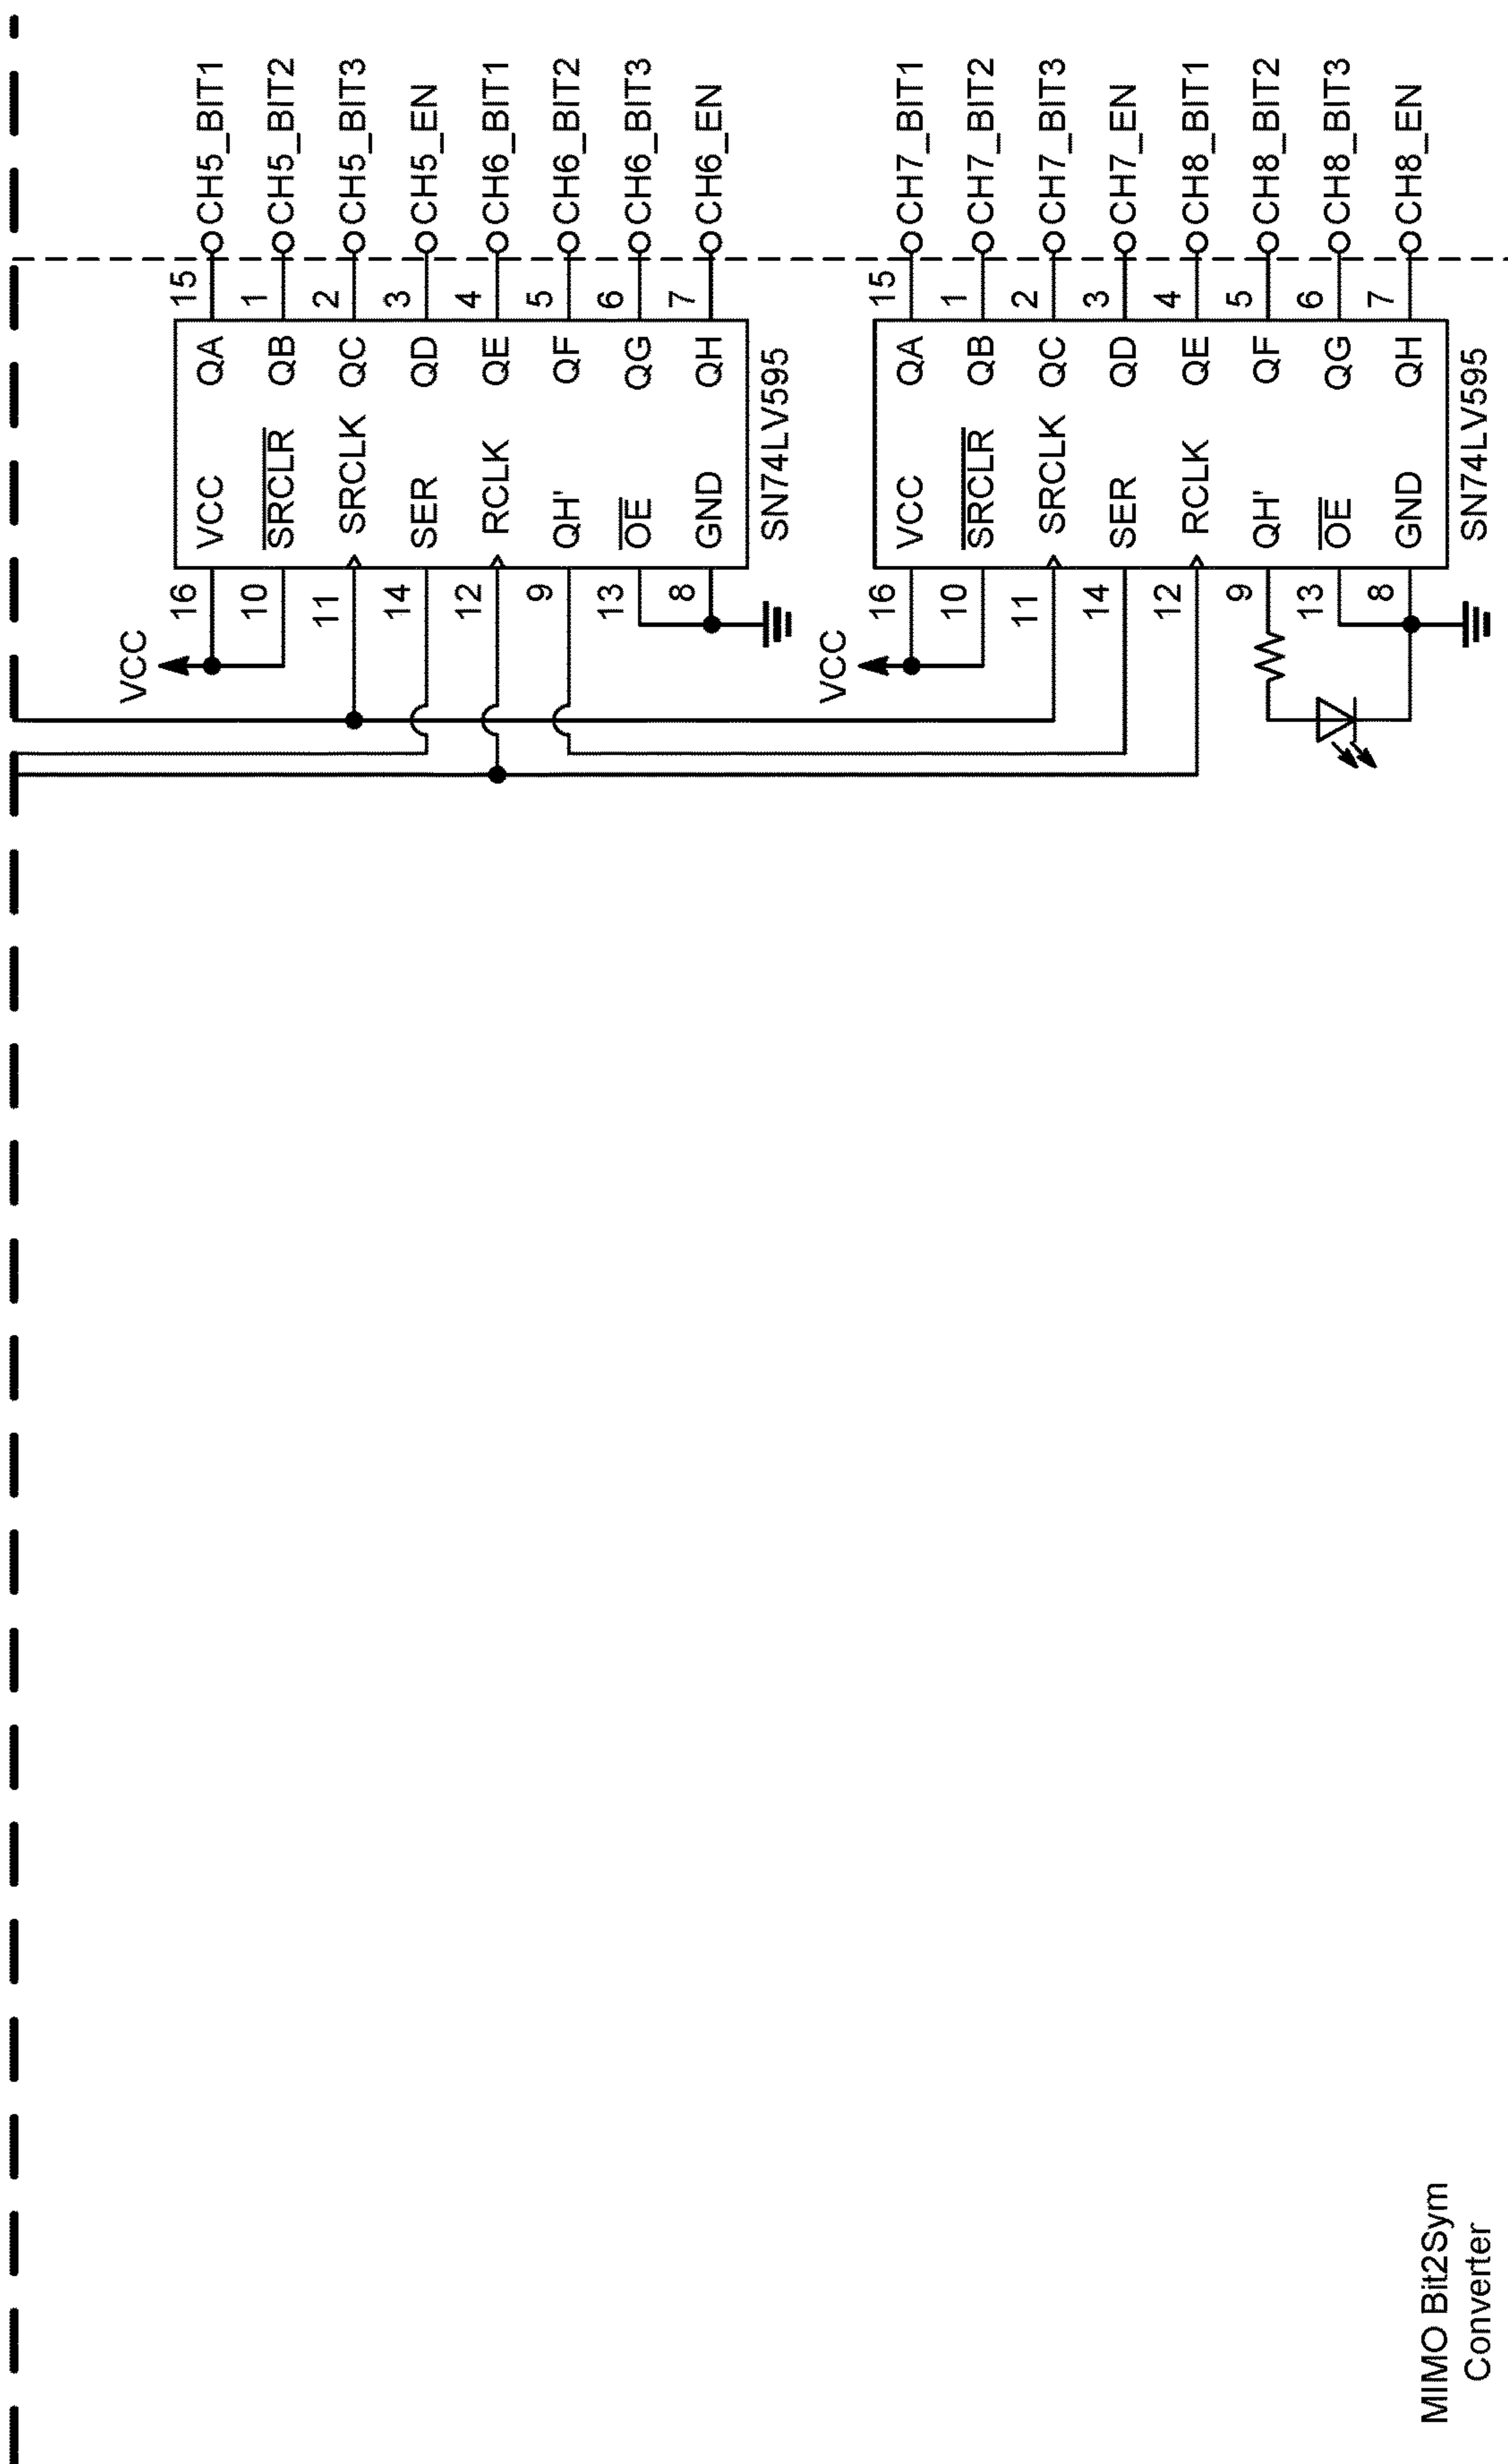 VCC
16
VCC
QA
15
CH5_BIT1
10
SRCLR
QB
1
CH5_BIT2
11
SRCLK
QC
2
CH5_BIT3
14
SER
QD
3
CH5_EN
12
RCLK
QE
4
CH6_BIT1
9
QH'
QF
5
CH6_BIT2
13
OE
QG
6
CH6_BIT3
8
GND
QH
7
CH6_EN
SN74LV595
VCC
16
VCC
QA
15
CH7_BIT1
10
SRCLR
QB
1
CH7_BIT2
11
SRCLK
QC
2
CH7_BIT3
14
SER
QD
3
CH7_EN
12
RCLK
QE
4
CH8_BIT1
9
QH'
QF
5
CH8_BIT2
13
OE
QG
6
CH8_BIT3
8
GND
QH
7
CH8_EN
SN74LV595
MIMO Bit2Sym
Converter